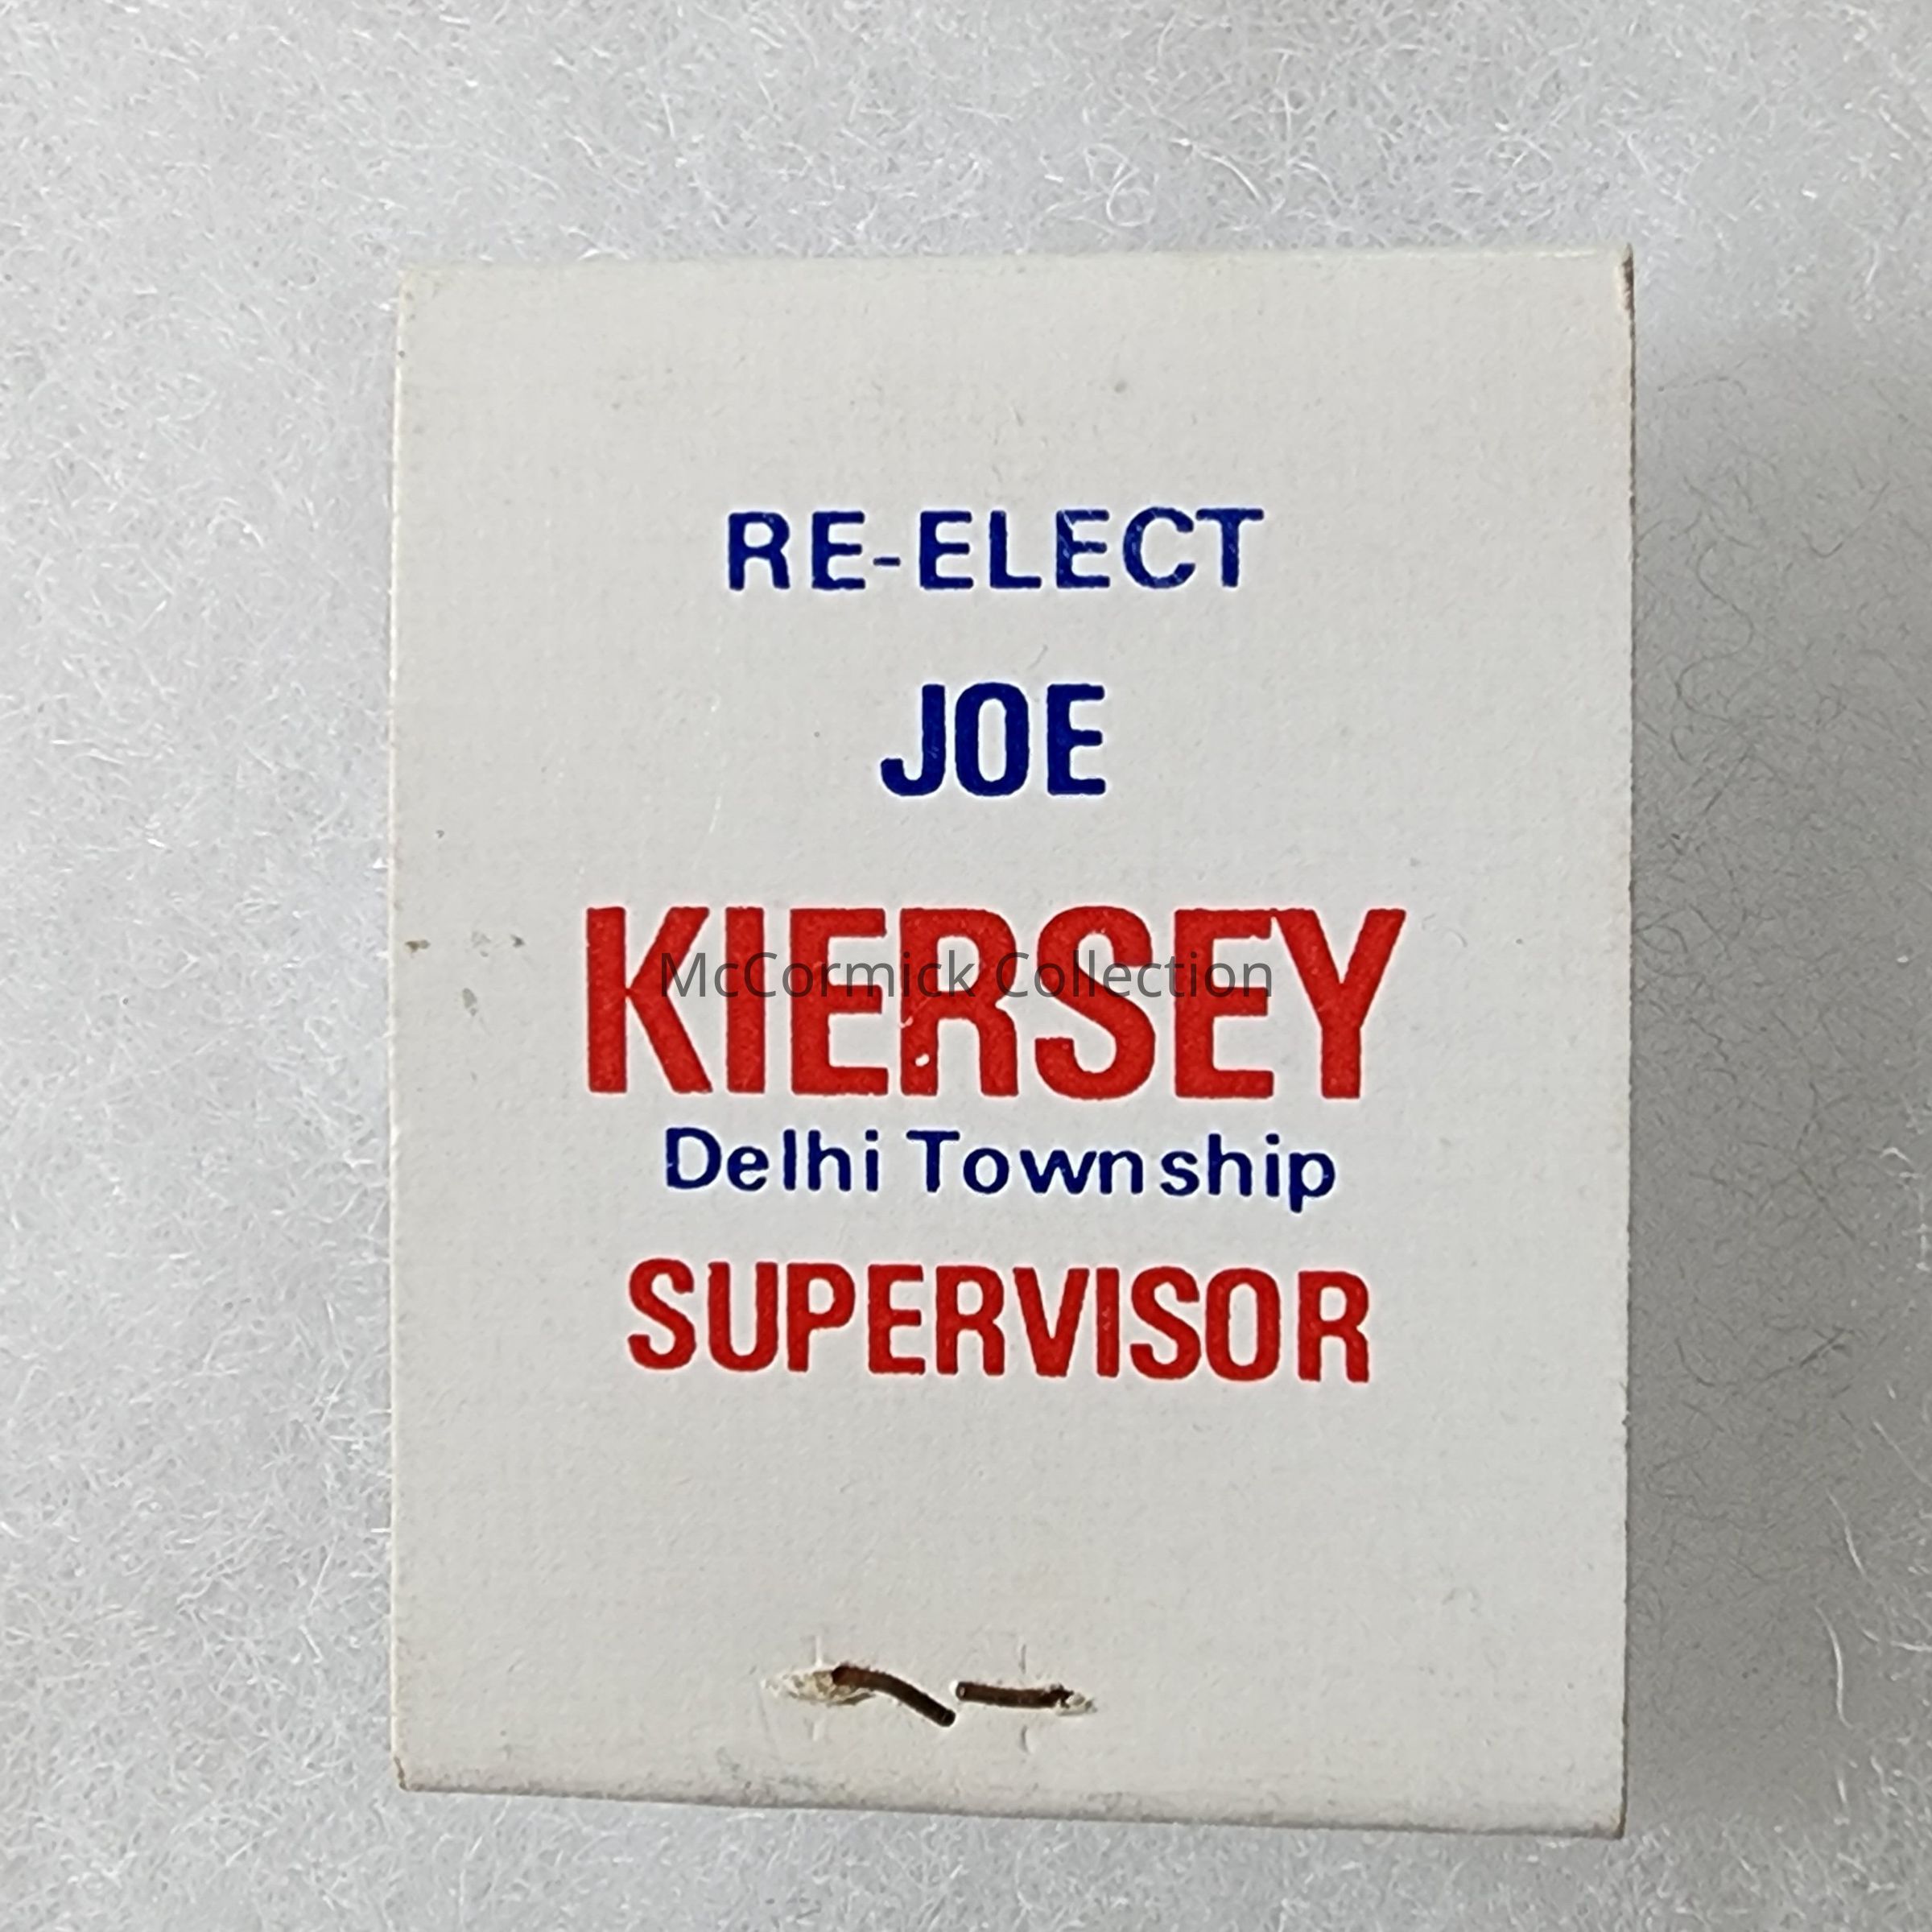 RE-ELECT
JOE
KIERSEY
McCormick Collection
Delhi Township
SUPERVISOR